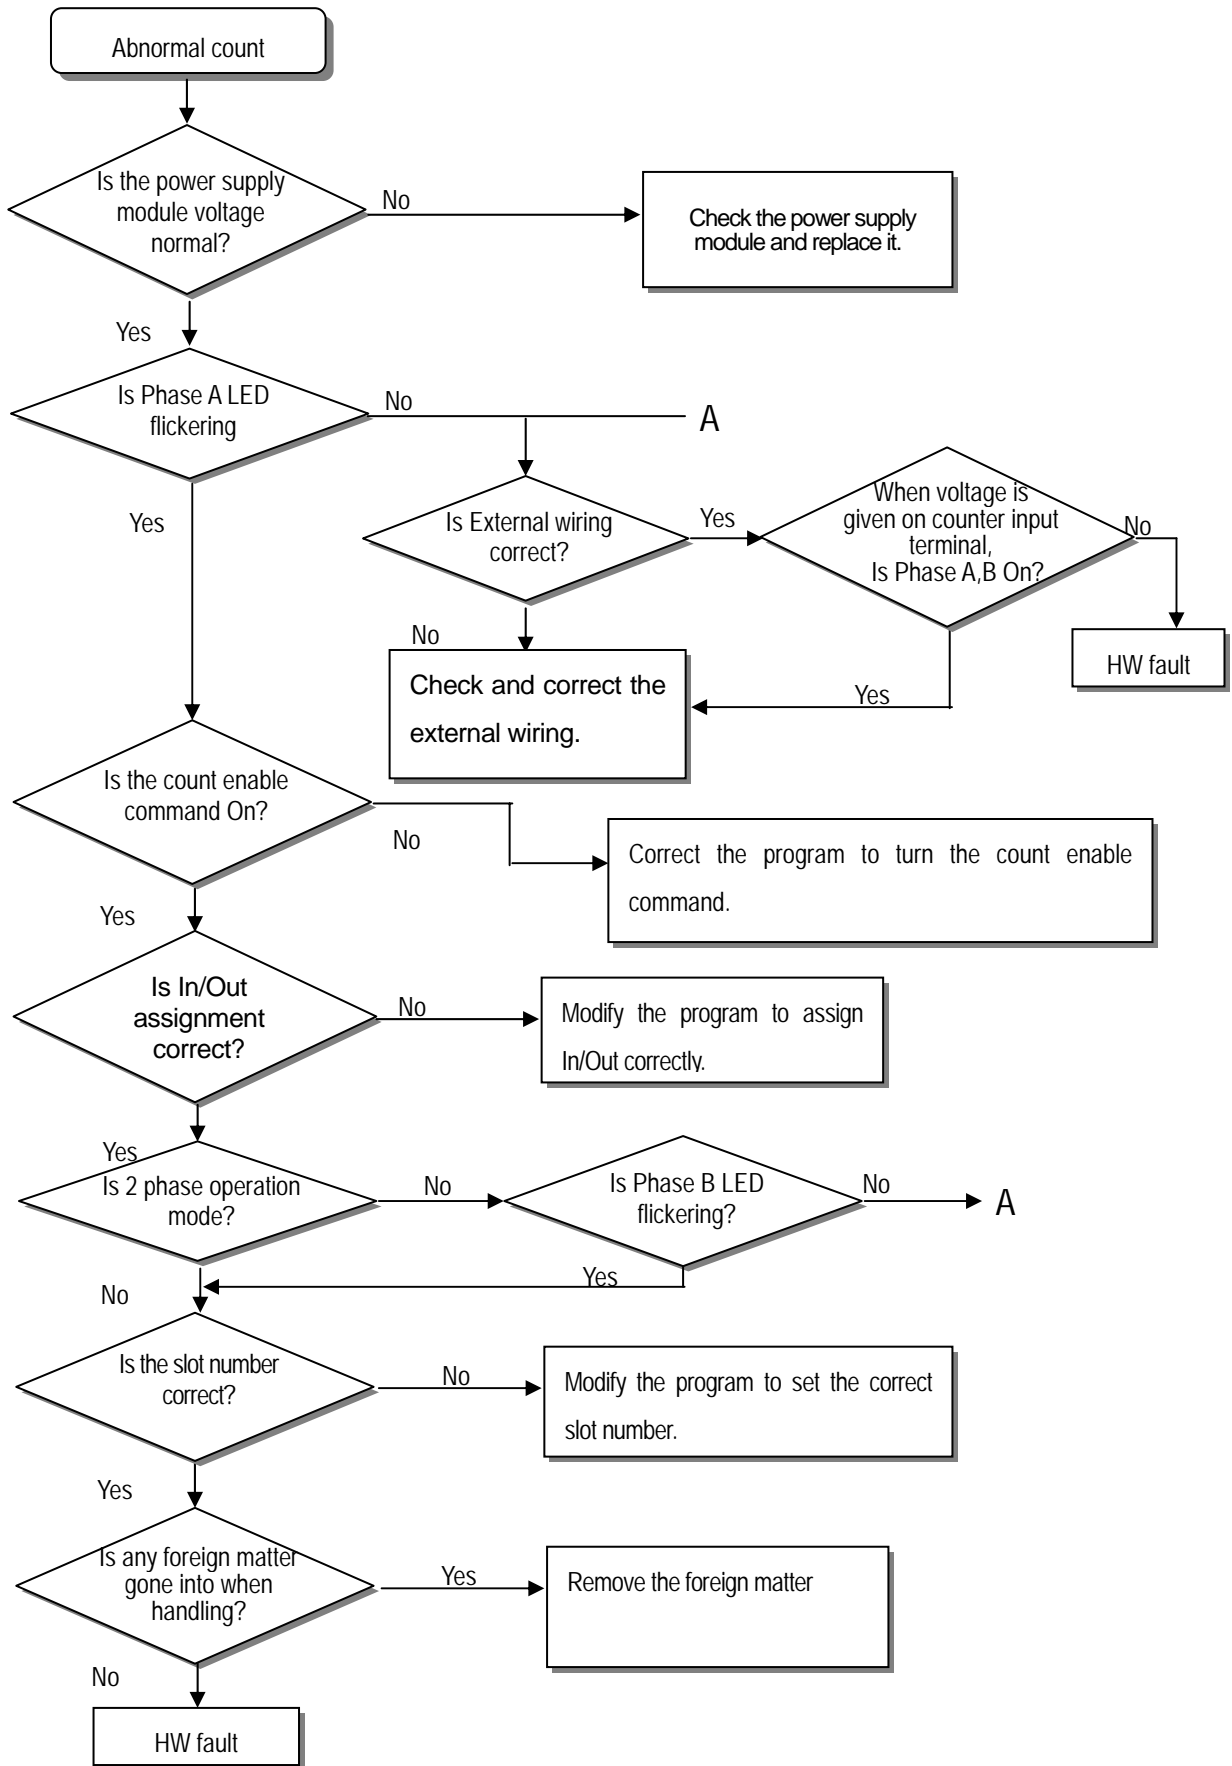 Abnormal count
Is the power supply
module voltage
normal?
No
Check the power supply
module and replace it.
Yes
Is Phase A LED
flickering
No
A
Yes
Is External wiring
correct?
Yes
When voltage is
given on counter input
terminal,
Is Phase A,B On?
No
HW fault
No
Check and correct the
external wiring.
Yes
Is the count enable
command On?
No
Correct the program to turn the count enable
command.
Yes
Is In/Out
assignment
correct?
No
Modify the program to assign
In/Out correctly.
Yes
Is 2 phase operation
mode?
No
Is Phase B LED
flickering?
No
A
Yes
No
Is the slot number
correct?
No
Modify the program to set the correct
slot number.
Yes
Is any foreign matter
gone into when
handling?
Yes
Remove the foreign matter
No
HW fault